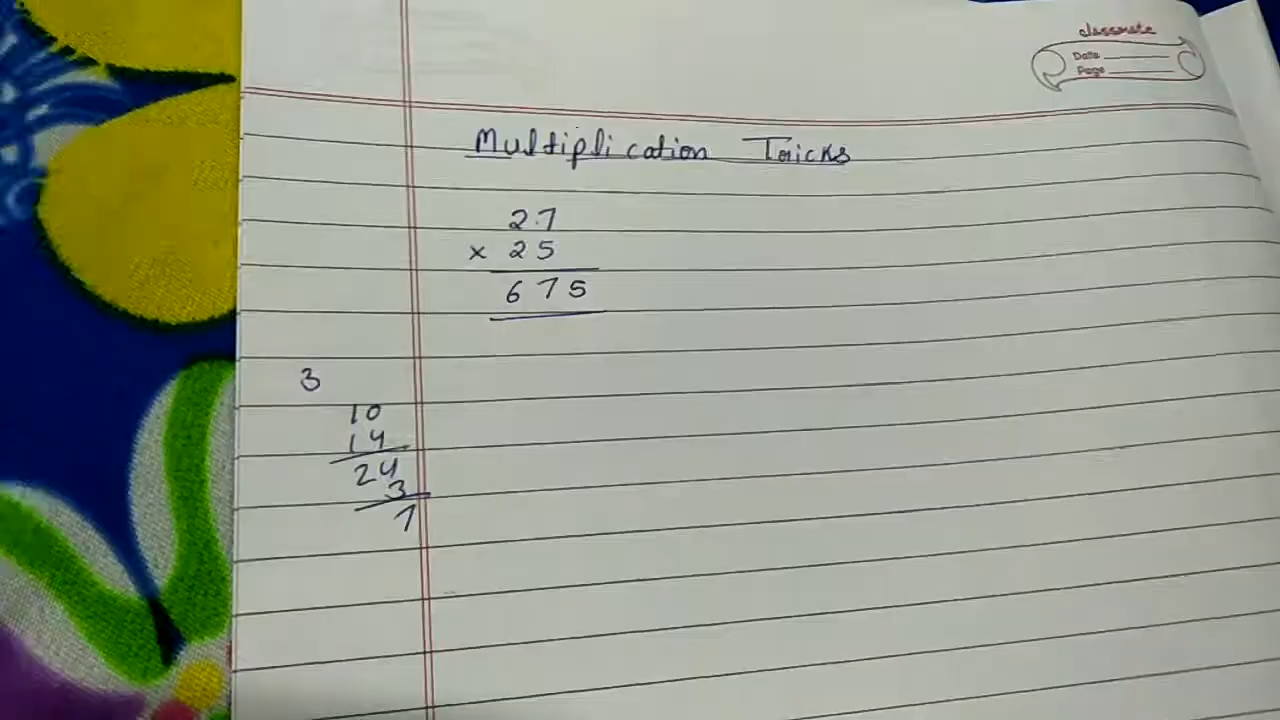 classmate
Date
Page
Multiplication Tricks
27
× 25
675
3
10
14
24
3
7